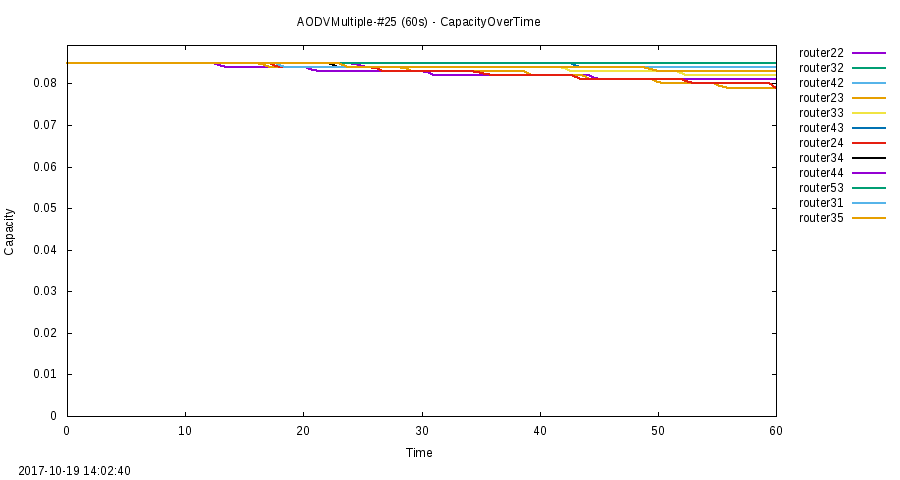 AODVMultiple-#25 (60s) - CapacityOverTime
router22
router32
router42
router23
router33
router43
router24
router34
router44
router53
router31
router35
0.08
0.07
0.06
0.05
0.04
0.03
0.02
0.01
0
Capacity
0 10 20 30 40 50 60
Time
2017-10-19 14:02:40